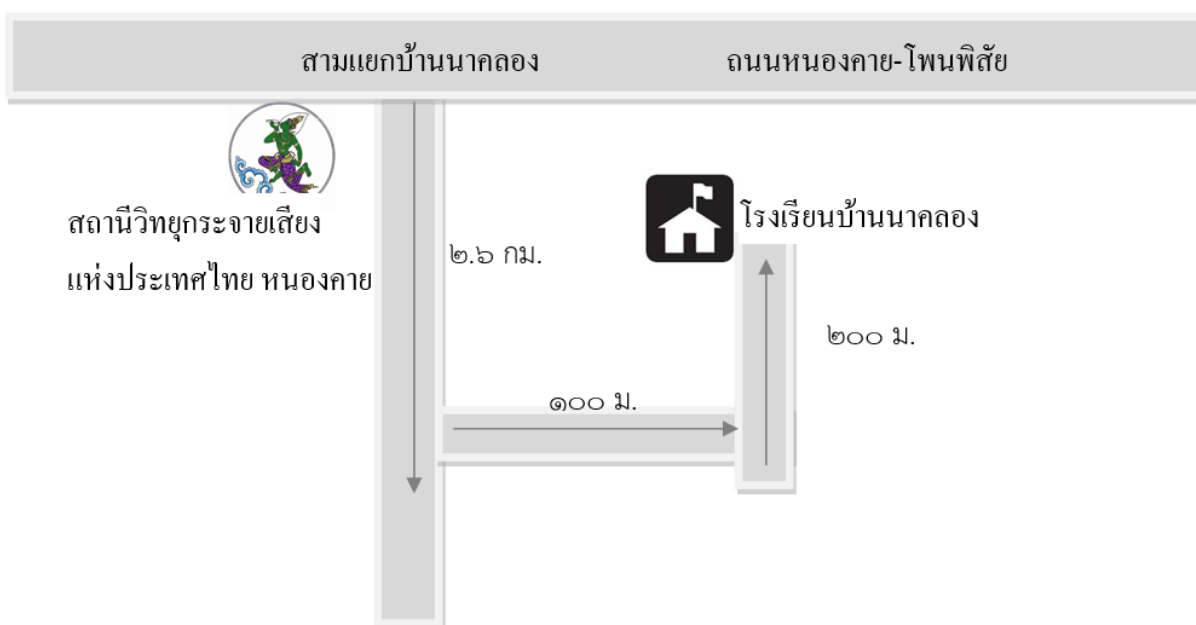 สามแยกบ้านนาคลอง
ถนนหนองคาย-โพนพิสัย
สถานีวิทยุกระจายเสียง
แห่งประเทศไทย หนองคาย
๒.๖ กม.
โรงเรียนบ้านนาคลอง
๒๐๐ ม.
๑๐๐ ม.